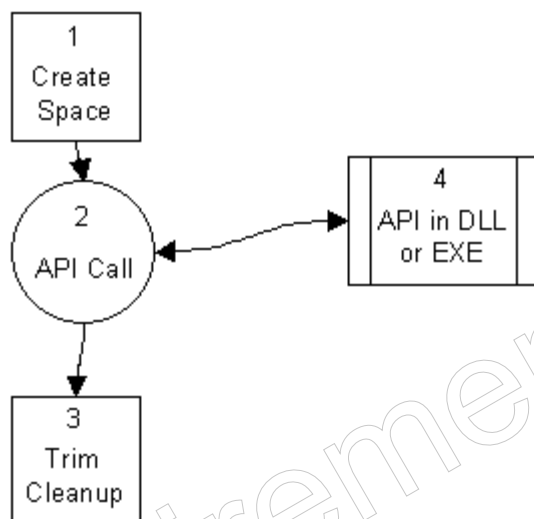 1
Create
Space
2
API Call
4
API in DLL
or EXE
3
Trim
Cleanup